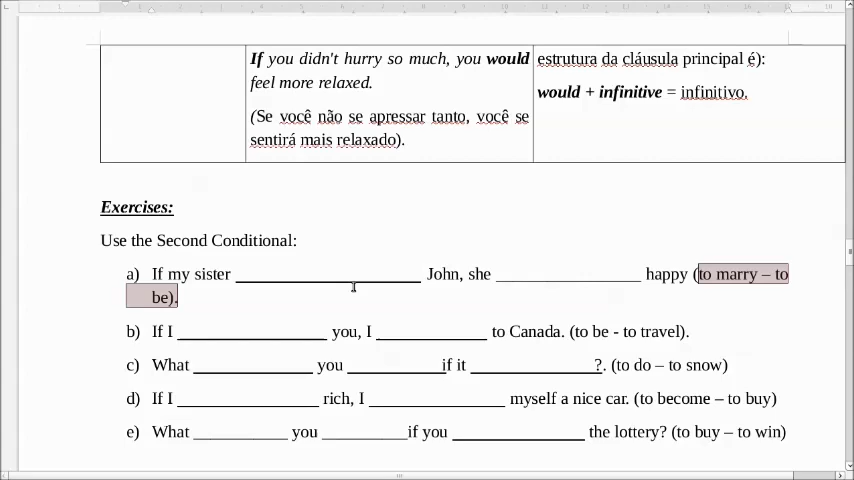 If you didn't hurry so much, you would
feel more relaxed.
(Se você não se apressar tanto, você se
sentirá mais relaxado).
estrutura da cláusula principal é):
would + infinitive = infinitivo.
Exercises:
Use the Second Conditional:
a) If my sister ______________________ John, she _________________ happy (to marry – to
be).
b) If I _________________ you, I _____________ to Canada. (to be - to travel).
c) What ______________ you ___________if it _______________?. (to do – to snow)
d) If I _________________ rich, I ________________ myself a nice car. (to become – to buy)
e) What ___________ you __________if you ________________ the lottery? (to buy – to win)